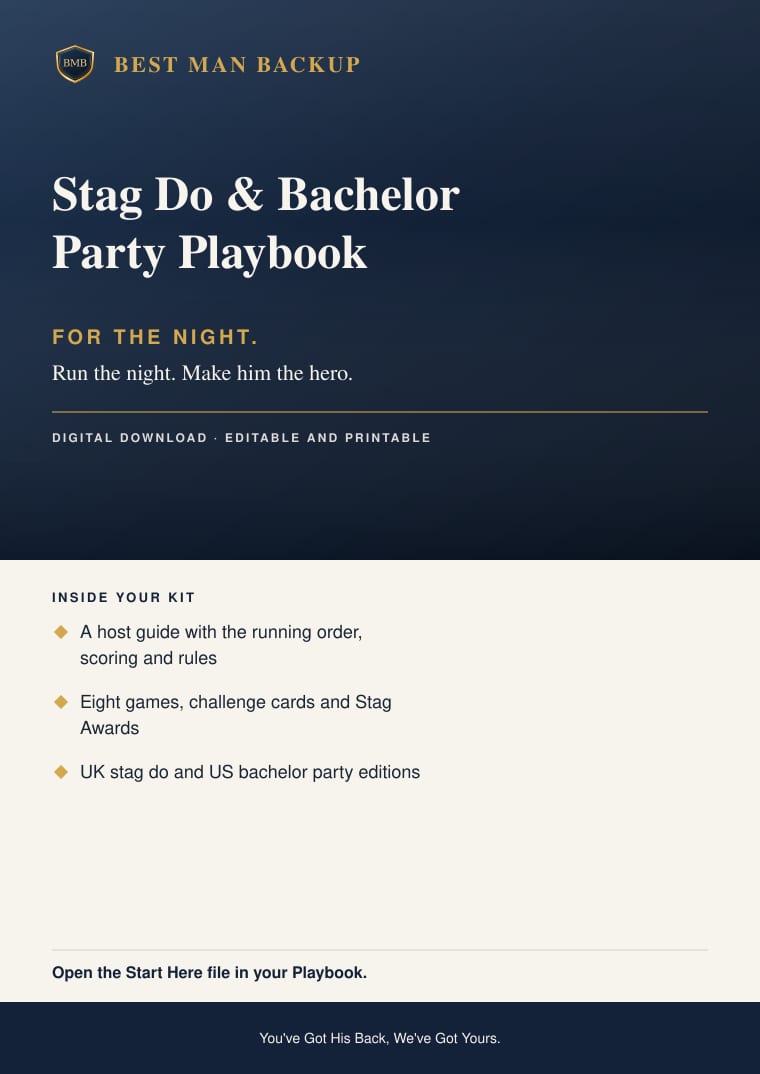 BMB
BEST MAN BACKUP
Stag Do & Bachelor
Party Playbook
FOR THE NIGHT.
Run the night. Make him the hero.
DIGITAL DOWNLOAD · EDITABLE AND PRINTABLE
INSIDE YOUR KIT
A host guide with the running order,
scoring and rules
Eight games, challenge cards and Stag
Awards
UK stag do and US bachelor party editions
Open the Start Here file in your Playbook.
You've Got His Back, We've Got Yours.